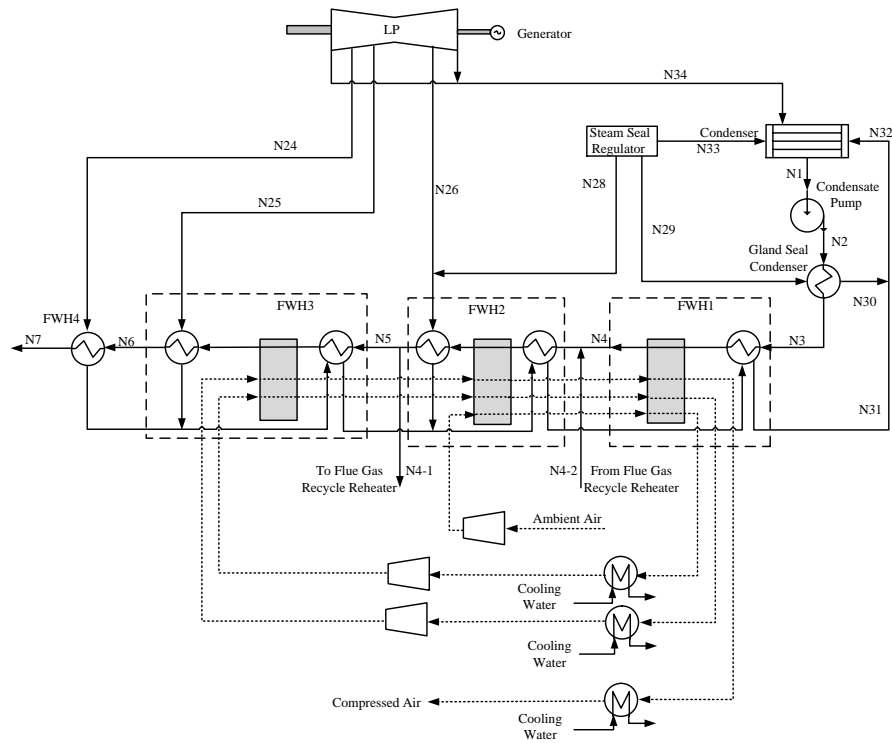 LP
Generator
N34
Steam Seal
Regulator
Condenser
N33
N32
N24
N28
N1
Condensate
Pump
N25
N26
N29
N2
Gland Seal
Condenser
N30
FWH4
FWH3
FWH2
FWH1
N7
N6
N5
N4
N3
N31
To Flue Gas
Recycle Reheater
N4-1
N4-2
From Flue Gas
Recycle Reheater
Ambient Air
Cooling
Water
Cooling
Water
Compressed Air
Cooling
Water